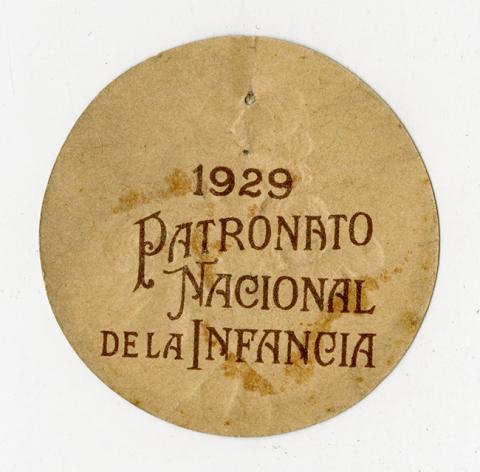 1929
PATRONATO
NACIONAL
DE LA INFANCIA